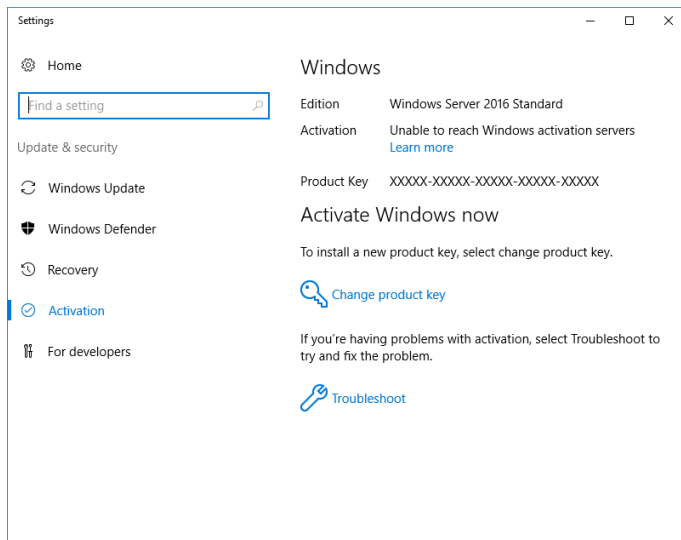 Settings
Home
Find a setting
Update & security
Windows Update
Windows Defender
Recovery
Activation
For developers
Windows
Edition Windows Server 2016 Standard
Activation Unable to reach Windows activation servers
Learn more
Product Key XXXXX-XXXXX-XXXXX-XXXXX-XXXXX
Activate Windows now
To install a new product key, select change product key.
Change product key
If you're having problems with activation, select Troubleshoot to
try and fix the problem.
Troubleshoot